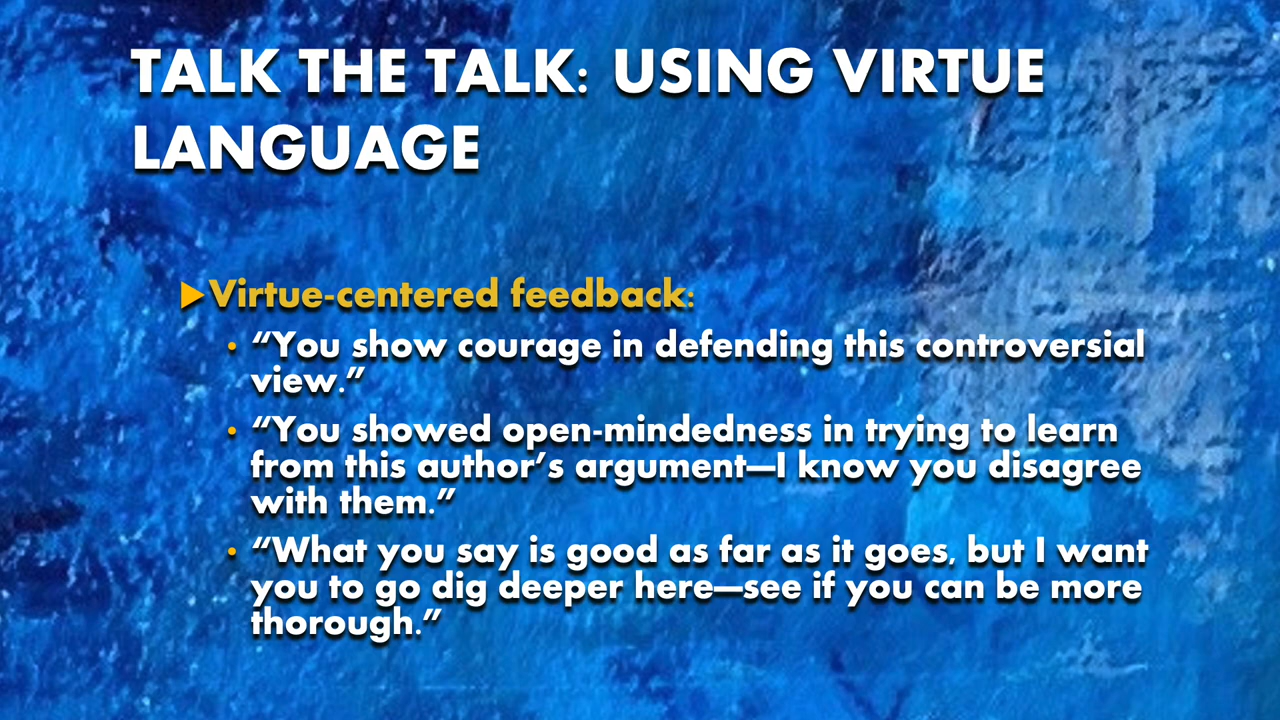 TALK THE TALK: USING VIRTUE
LANGUAGE
▶Virtue-centered feedback:
• “You show courage in defending this controversial
view.”
• “You showed open-mindedness in trying to learn
from this author’s argument—I know you disagree
with them.”
• “What you say is good as far as it goes, but I want
you to go dig deeper here—see if you can be more
thorough.”